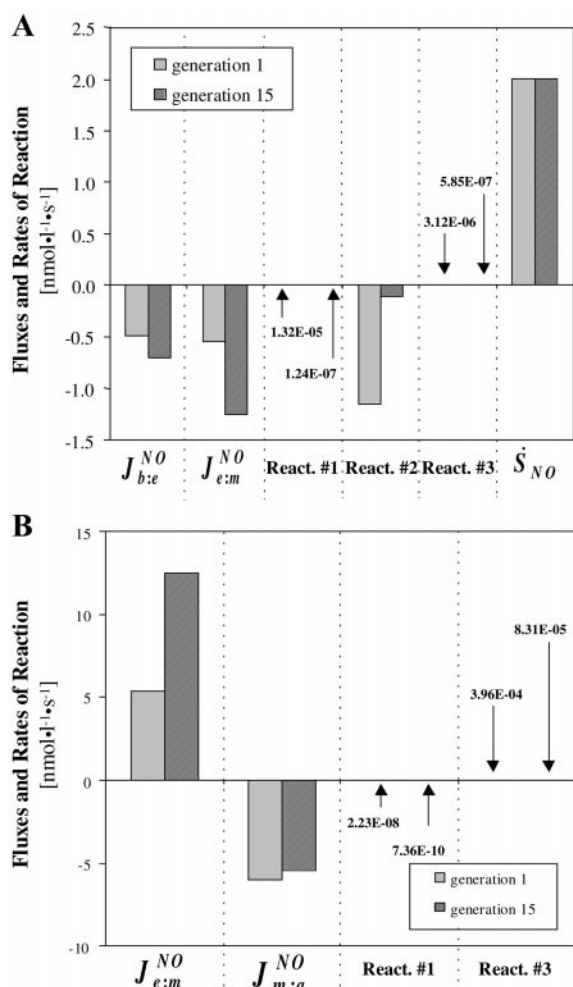 A
Fluxes and Rates of Reaction
[nmol•l⁻¹•s⁻¹]
2.5
2.0
1.5
1.0
0.5
0.0
-0.5
-1.0
-1.5
generation 1
generation 15
5.85E-07
3.12E-06
1.32E-05
1.24E-07
J b:e NO
J e:m NO
React. #1
React. #2
React. #3
Ṡ NO
B
Fluxes and Rates of Reaction
[nmol•l⁻¹•s⁻¹]
15
10
5
0
-5
-10
8.31E-05
3.96E-04
2.23E-08
7.36E-10
generation 1
generation 15
J e:m NO
J m:a NO
React. #1
React. #3